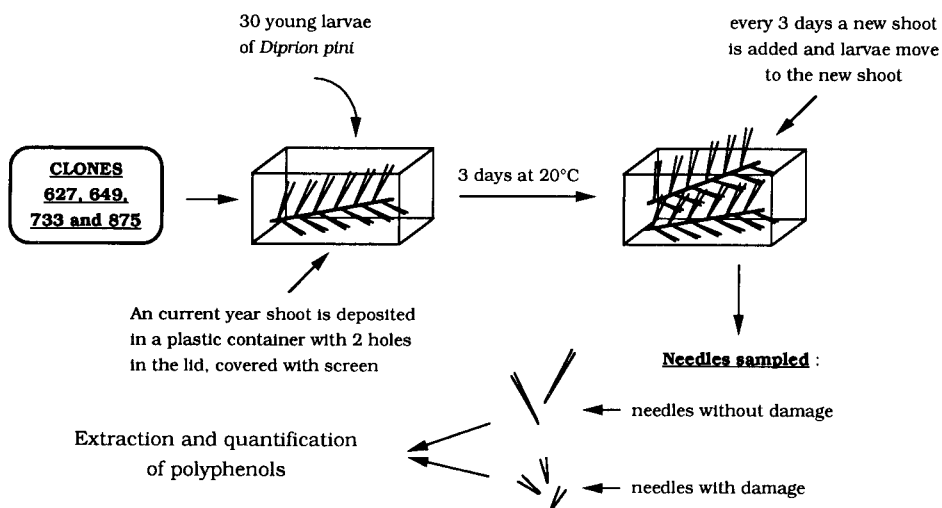 30 young larvae
of Diprion pini
every 3 days a new shoot
is added and larvae move
to the new shoot
CLONES
627, 649,
733 and 875
3 days at 20°C
An current year shoot is deposited
in a plastic container with 2 holes
in the lid, covered with screen
Needles sampled :
needles without damage
Extraction and quantification
of polyphenols
needles with damage